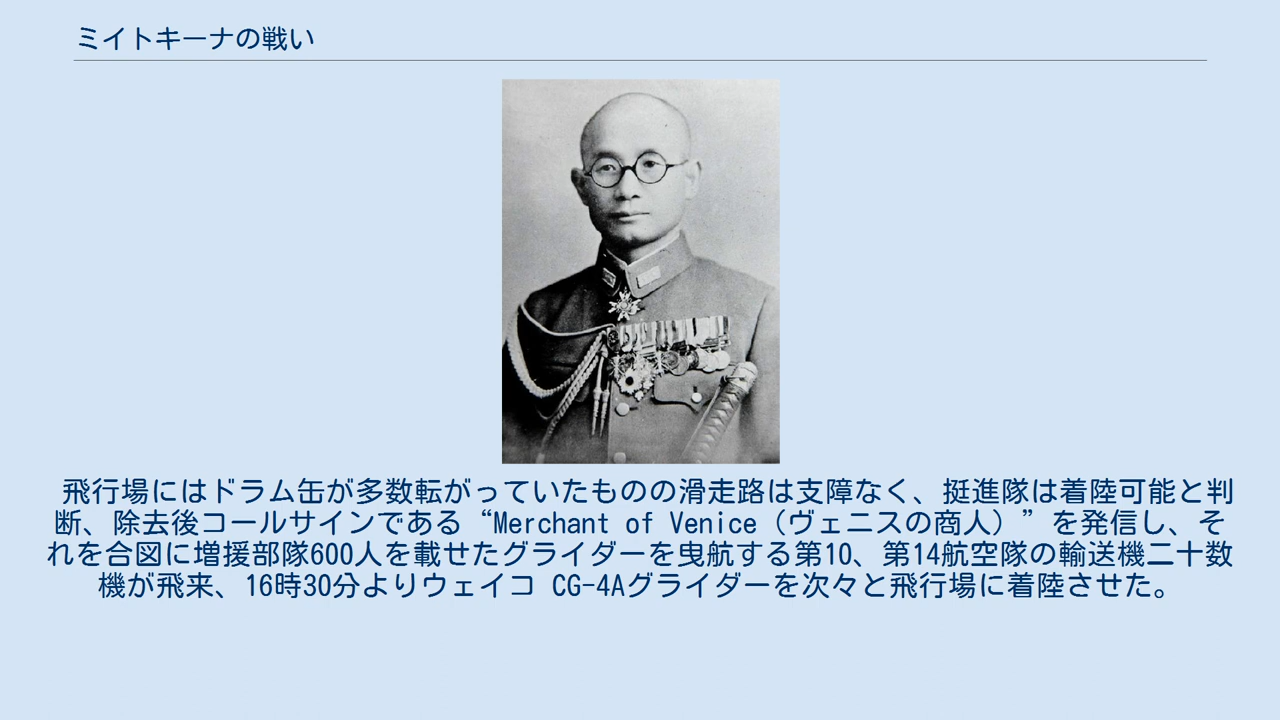 ミイトキーナの戦い
飛行場にはドラム缶が多数転がっていたものの滑走路は支障なく、挺進隊は着陸可能と判
断、除去後コールサインである“Merchant of Venice（ヴェニスの商人）”を発信し、そ
れを合図に増援部隊600人を載せたグライダーを曳航する第10、第14航空隊の輸送機二十数
機が飛来、16時30分よりウェイコ CG-4Aグライダーを次々と飛行場に着陸させた。